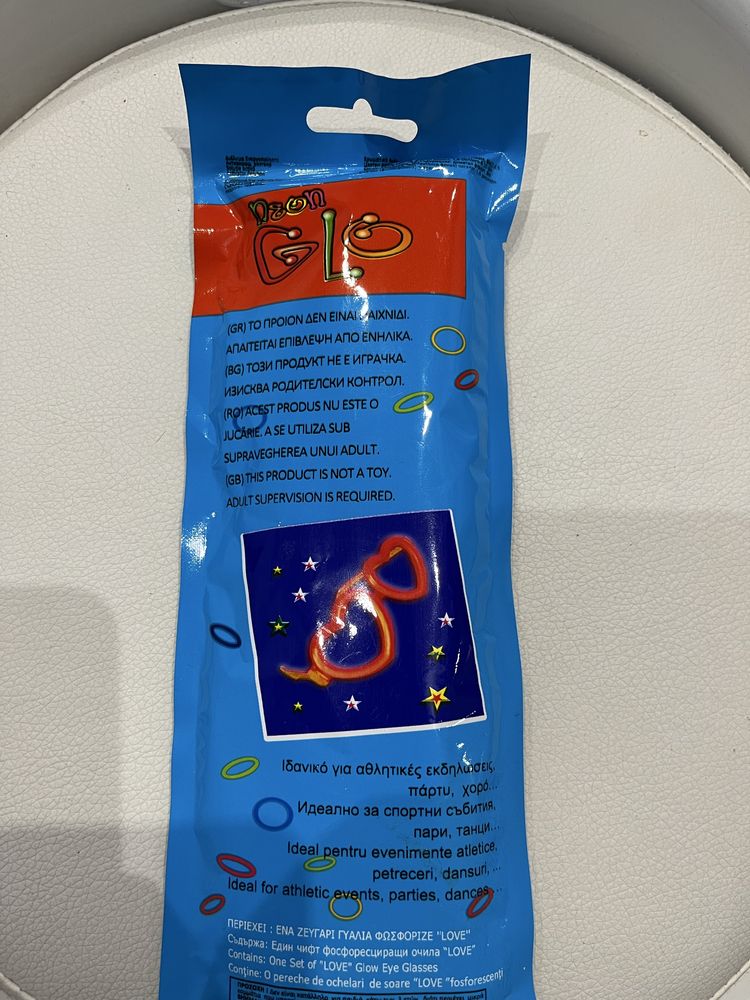 neon
GLO
(GR) ΤΟ ΠΡΟΙΟΝ ΔΕΝ ΕΙΝΑΙ ΠΑΙΧΝΙΔΙ.
ΑΠΑΙΤΕΙΤΑΙ ΕΠΙΒΛΕΨΗ ΑΠΟ ΕΝΗΛΙΚΑ.
(BG) ТОЗИ ПРОДУКТ НЕ Е ИГРАЧКА.
ИЗИСКВА РОДИТЕЛСКИ КОНТРОЛ.
(RO) ACEST PRODUS NU ESTE O
JUCĂRIE. A SE UTILIZA SUB
SUPRAVEGHEREA UNUI ADULT.
(GB) THIS PRODUCT IS NOT A TOY.
ADULT SUPERVISION IS REQUIRED.
Ιδανικό για αθλητικές εκδηλώσεις,
πάρτυ, χορό...
Идеално за спортни събития,
пари, танци...
Ideal pentru evenimente atletice,
petreceri, dansuri, ...
Ideal for athletic events, parties, dances...
ΠΕΡΙΕΧΕΙ : ΕΝΑ ΖΕΥΓΑΡΙ ΓΥΑΛΙΑ ΦΩΣΦΟΡΙΖΕ "LOVE"
Съдържа: Един чифт фосфоресциращи очила "LOVE"
Contains: One Set of "LOVE" Glow Eye Glasses
Conţine: O pereche de ochelari de soare "LOVE "fosforescenţi